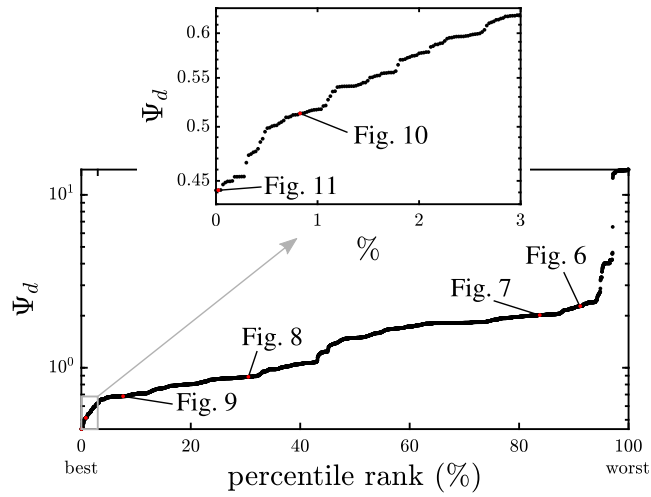 0.6
0.55
0.5
0.45
Ψd
Fig. 10
Fig. 11
0 1 2 3
%
10^1
10^0
Ψd
Fig. 6
Fig. 7
Fig. 8
Fig. 9
0 20 40 60 80 100
best worst
percentile rank (%)